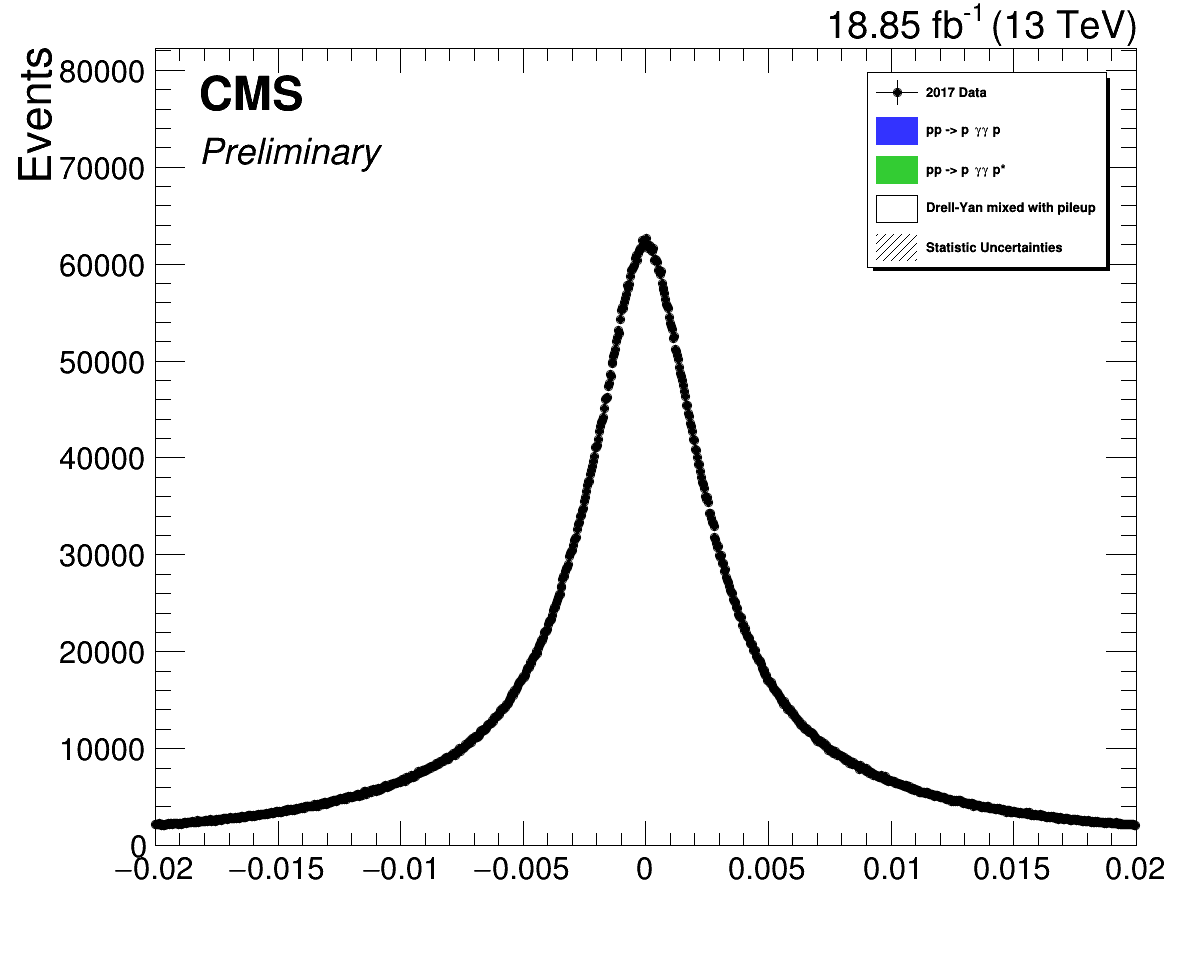 18.85 fb⁻¹ (13 TeV)
Events
CMS
Preliminary
2017 Data
pp -> p γγ p
pp -> p γγ p*
Drell-Yan mixed with pileup
Statistic Uncertainties
80000
70000
60000
50000
40000
30000
20000
10000
0
−0.02 −0.015 −0.01 −0.005 0 0.005 0.01 0.015 0.02